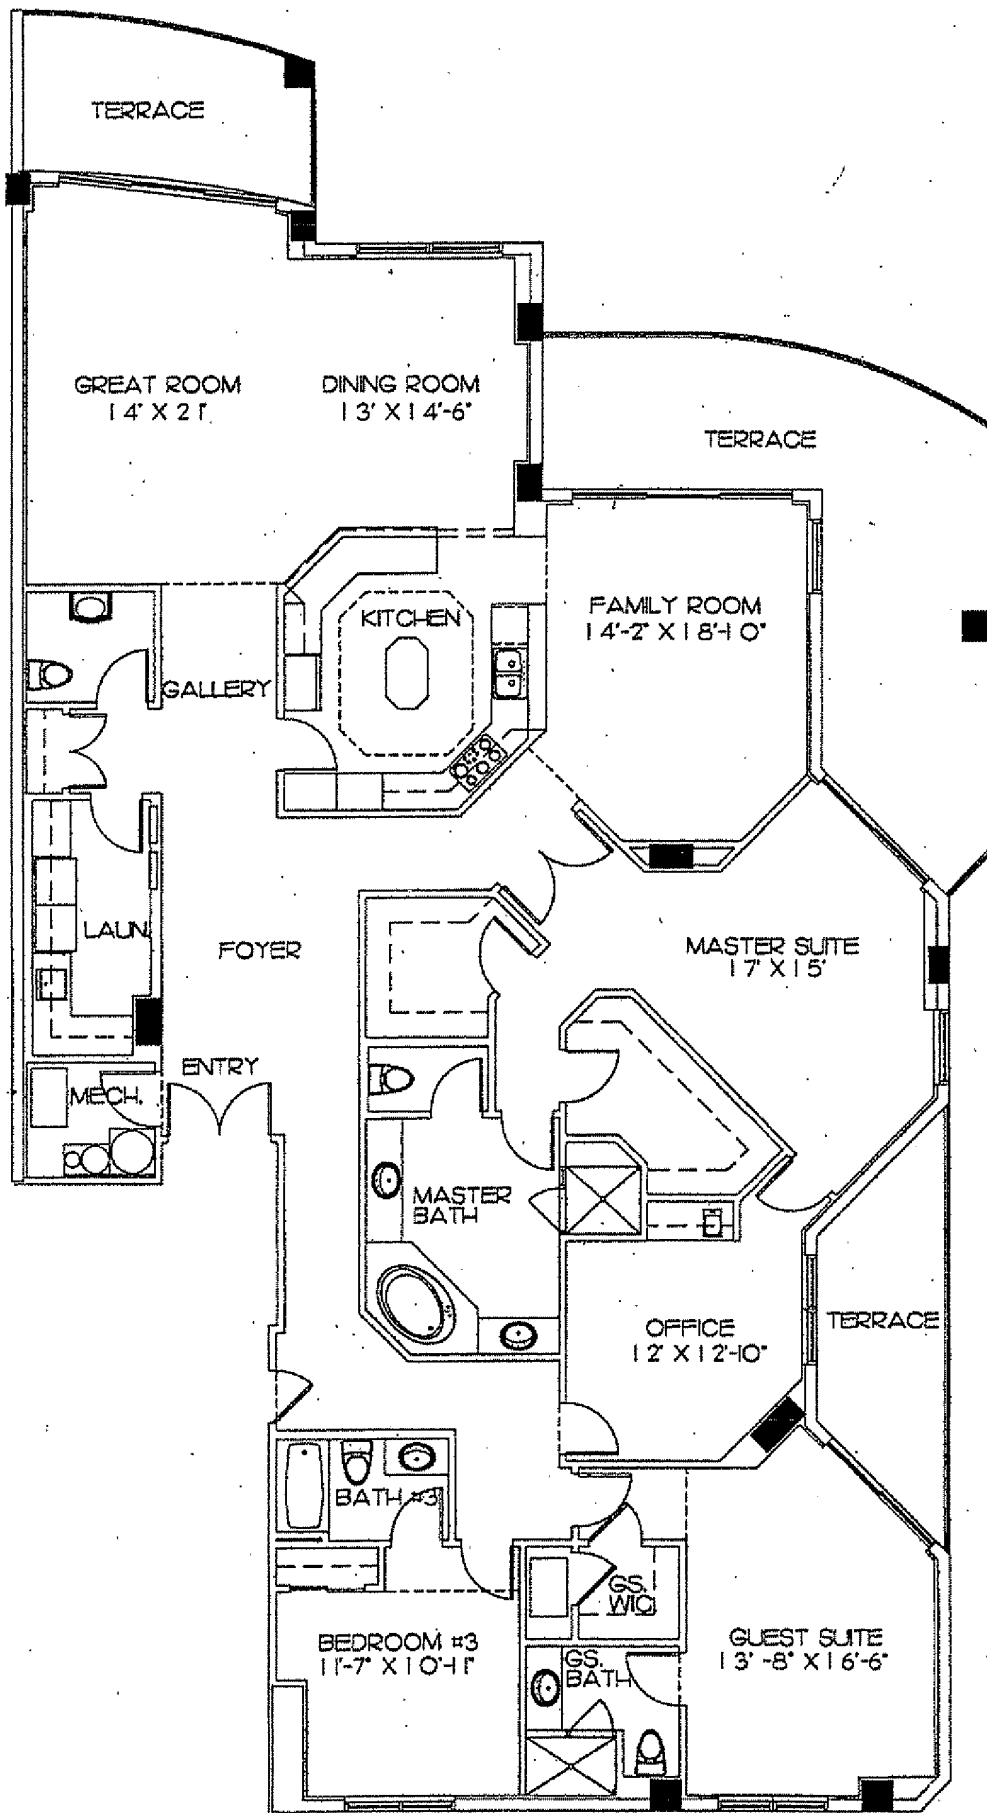 TERRACE
GREAT ROOM
14' X 21'
DINING ROOM
13' X 14'-6"
TERRACE
KITCHEN
FAMILY ROOM
14'-2" X 18'-10"
GALLERY
LAUN.
FOYER
MASTER SUITE
17' X 15'
ENTRY
MECH.
MASTER
BATH
OFFICE
12' X 12'-10"
TERRACE
BATH #3
GS.
WIC
BEDROOM #3
11'-7" X 10'-11"
GS.
BATH
GUEST SUITE
13'-8" X 16'-6"